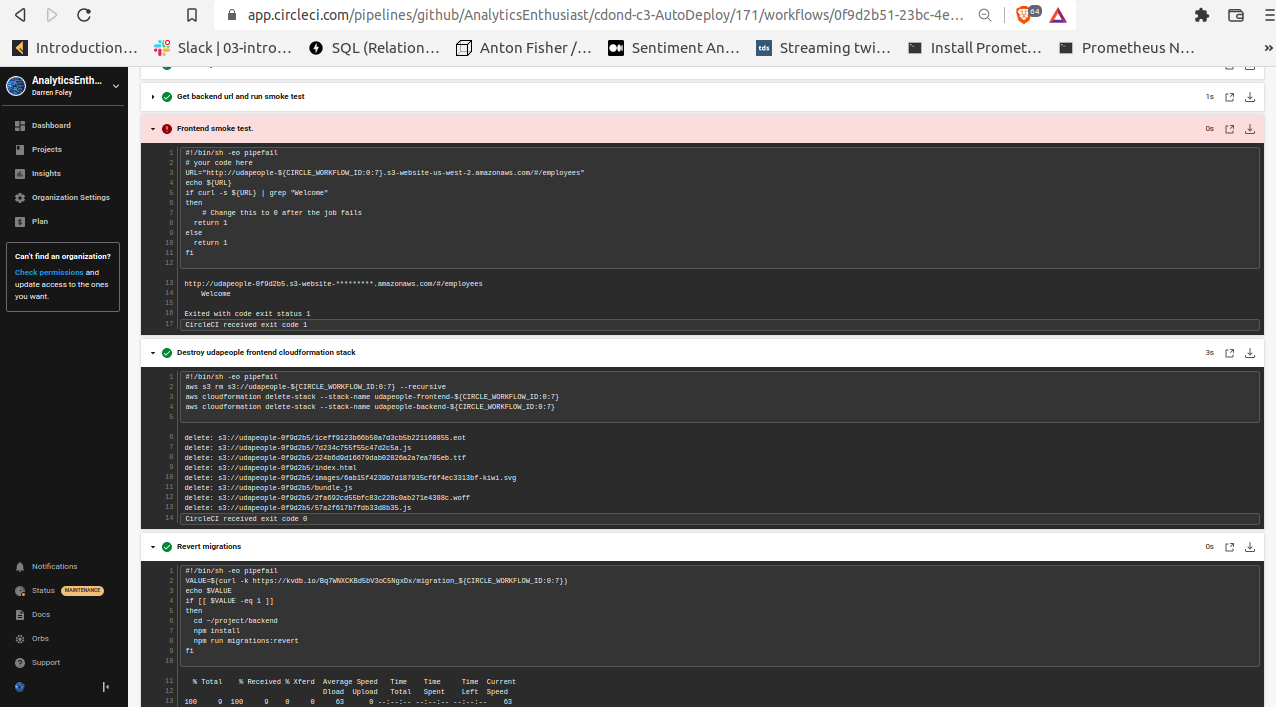 app.circleci.com/pipelines/github/AnalyticsEnthusiast/cdond-c3-AutoDeploy/171/workflows/0f9d2b51-23bc-4e…
64
Introduction…
Slack | 03-intro…
SQL (Relation…
Anton Fisher /…
Sentiment An…
tds
Streaming twi…
Install Promet…
Prometheus N…
»
AnalyticsEnth...
Darren Foley
Dashboard
Projects
Insights
Organization Settings
Plan
Can't find an organization?
Check permissions and
update access to the ones
you want.
Notifications
Status MAINTENANCE
Docs
Orbs
Support
Get backend url and run smoke test
1s
Frontend smoke test.
0s
1 #!/bin/sh -eo pipefail
2 # your code here
3 URL="http://udapeople-${CIRCLE_WORKFLOW_ID:0:7}.s3-website-us-west-2.amazonaws.com/#/employees"
4 echo ${URL}
5 if curl -s ${URL} | grep "Welcome"
6 then
7 # Change this to 0 after the job fails
8 return 1
9 else
10 return 1
11 fi
12
13 http://udapeople-0f9d2b5.s3-website-*********.amazonaws.com/#/employees
14 Welcome
15
16 Exited with code exit status 1
17 CircleCI received exit code 1
Destroy udapeople frontend cloudformation stack
3s
1 #!/bin/sh -eo pipefail
2 aws s3 rm s3://udapeople-${CIRCLE_WORKFLOW_ID:0:7} --recursive
3 aws cloudformation delete-stack --stack-name udapeople-frontend-${CIRCLE_WORKFLOW_ID:0:7}
4 aws cloudformation delete-stack --stack-name udapeople-backend-${CIRCLE_WORKFLOW_ID:0:7}
5
6 delete: s3://udapeople-0f9d2b5/1ceff9123b66b50a7d3cb5b221160855.eot
7 delete: s3://udapeople-0f9d2b5/7d234c755f55c47d2c5a.js
8 delete: s3://udapeople-0f9d2b5/224b6d9d16679dab02826a2a7ea705eb.ttf
9 delete: s3://udapeople-0f9d2b5/index.html
10 delete: s3://udapeople-0f9d2b5/images/6ab15f4239b7d187935cf6f4ec3313bf-kiwi.svg
11 delete: s3://udapeople-0f9d2b5/bundle.js
12 delete: s3://udapeople-0f9d2b5/2fa692cd55bfc83c228c0ab271e4388c.woff
13 delete: s3://udapeople-0f9d2b5/57a2f617b7fdb33d8b35.js
14 CircleCI received exit code 0
Revert migrations
0s
1 #!/bin/sh -eo pipefail
2 VALUE=$(curl -k https://kvdb.io/Bq7WNXCKBd5bV3oC5NgxDx/migration_${CIRCLE_WORKFLOW_ID:0:7})
3 echo $VALUE
4 if [[ $VALUE -eq 1 ]]
5 then
6 cd ~/project/backend
7 npm install
8 npm run migrations:revert
9 fi
10
11 % Total % Received % Xferd Average Speed Time Time Time Current
12 Dload Upload Total Spent Left Speed
13 100 9 100 9 0 0 63 0 --:--:-- --:--:-- --:--:-- 63